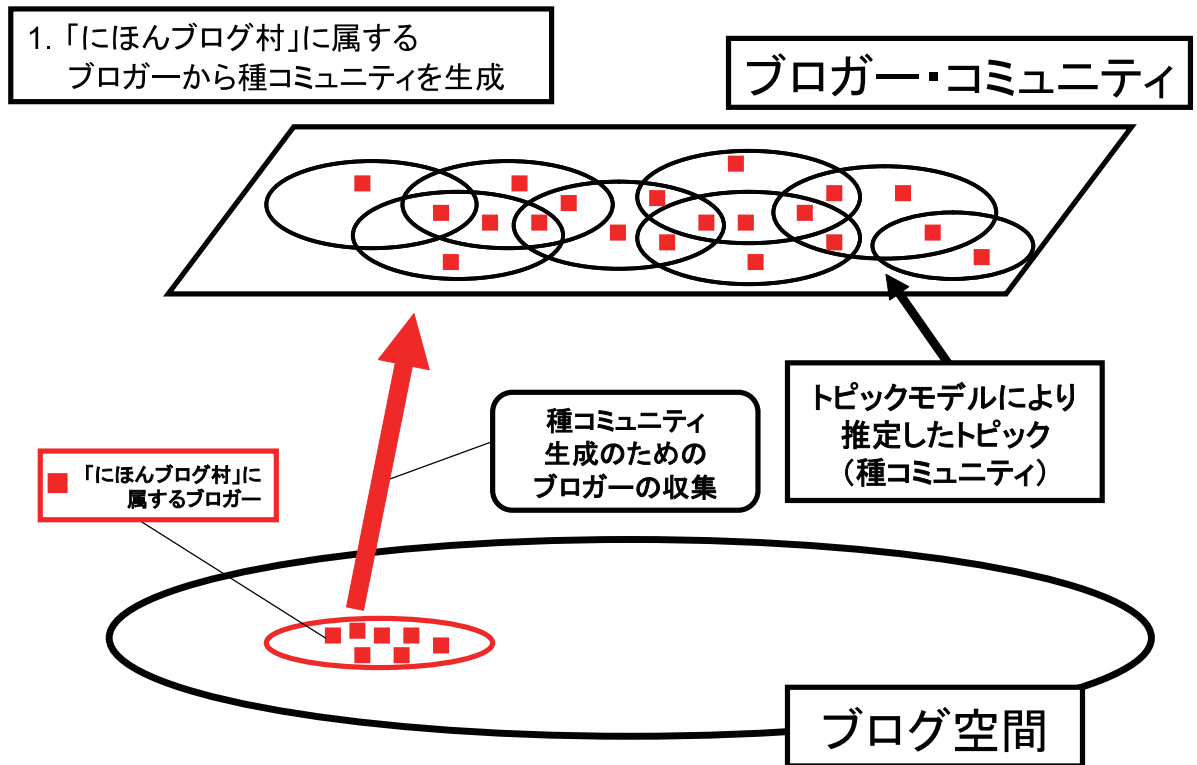 1. 「にほんブログ村」に属する
ブロガーから種コミュニティを生成
ブロガー・コミュニティ
トピックモデルにより
推定したトピック
（種コミュニティ）
種コミュニティ
生成のための
ブロガーの収集
「にほんブログ村」に
属するブロガー
ブログ空間